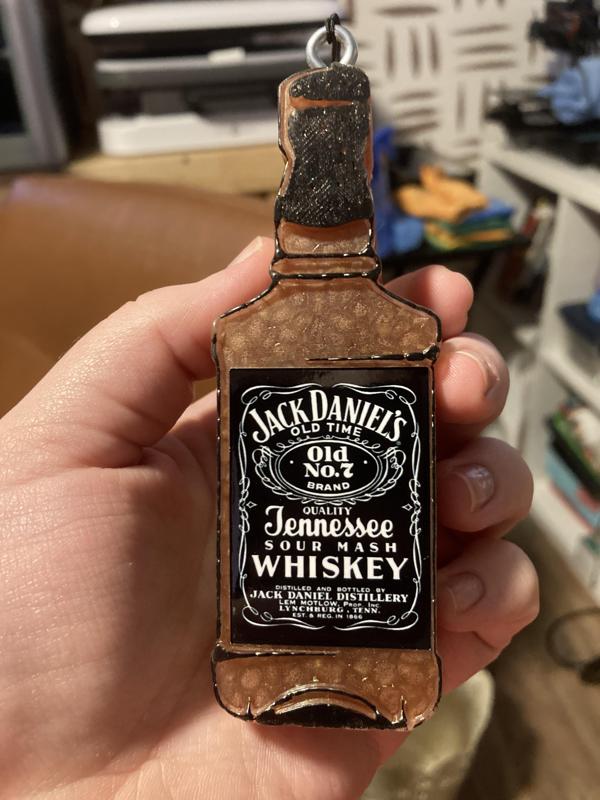 JACK DANIEL'S
OLD TIME
Old
No.7
BRAND
QUALITY
Tennessee
SOUR MASH
WHISKEY
DISTILLED AND BOTTLED BY
JACK DANIEL DISTILLERY
LEM MOTLOW, PROP. INC.
LYNCHBURG, TENN.
EST. & REG. IN 1866